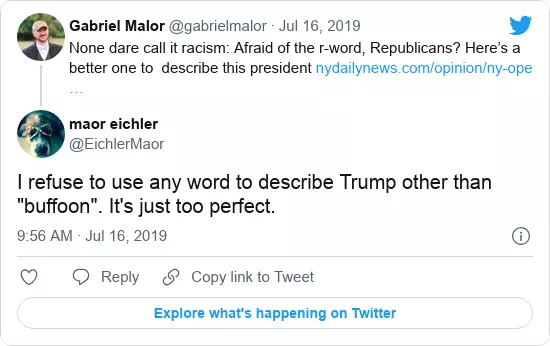 Gabriel Malor @gabrielmalor · Jul 16, 2019
None dare call it racism: Afraid of the r-word, Republicans? Here's a
better one to describe this president nydailynews.com/opinion/ny-ope
...
maor eichler
@EichlerMaor
I refuse to use any word to describe Trump other than
"buffoon". It's just too perfect.
9:56 AM · Jul 16, 2019
Reply Copy link to Tweet
Explore what's happening on Twitter